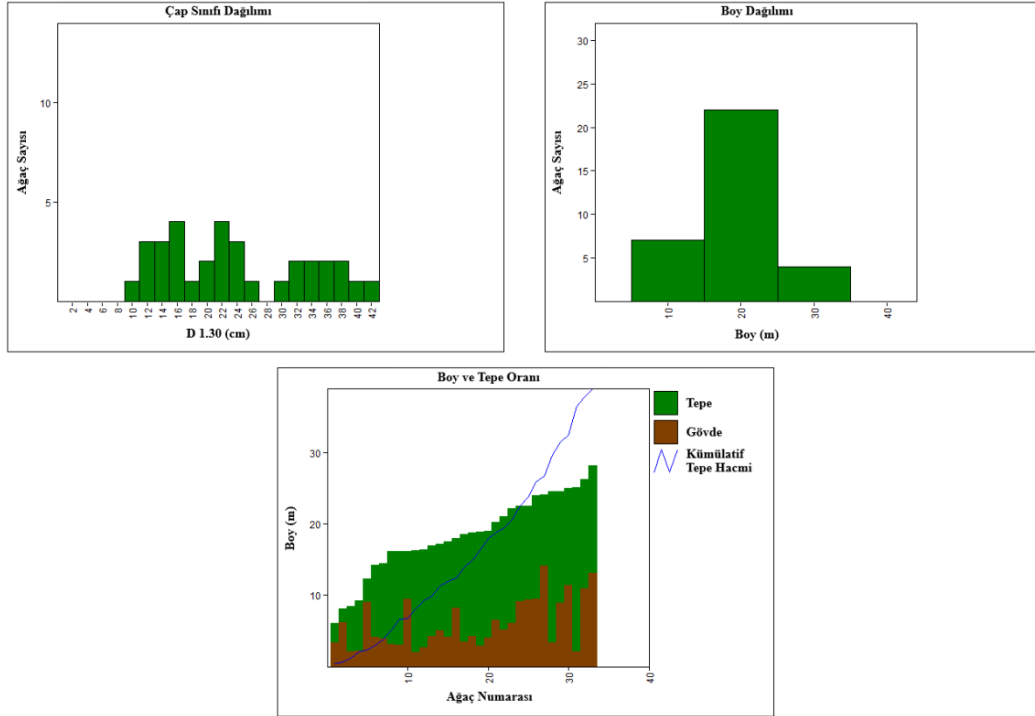 Çap Sınıfı Dağılımı
10
5
Ağaç Sayısı
2 4 6 8 10 12 14 16 18 20 22 24 26 28 30 32 34 36 38 40 42
D 1.30 (cm)
Boy Dağılımı
30
25
20
15
10
5
Ağaç Sayısı
10 20 30 40
Boy (m)
Boy ve Tepe Oranı
30
20
10
Boy (m)
10 20 30 40
Ağaç Numarası
Tepe
Gövde
Kümülatif
Tepe Hacmi